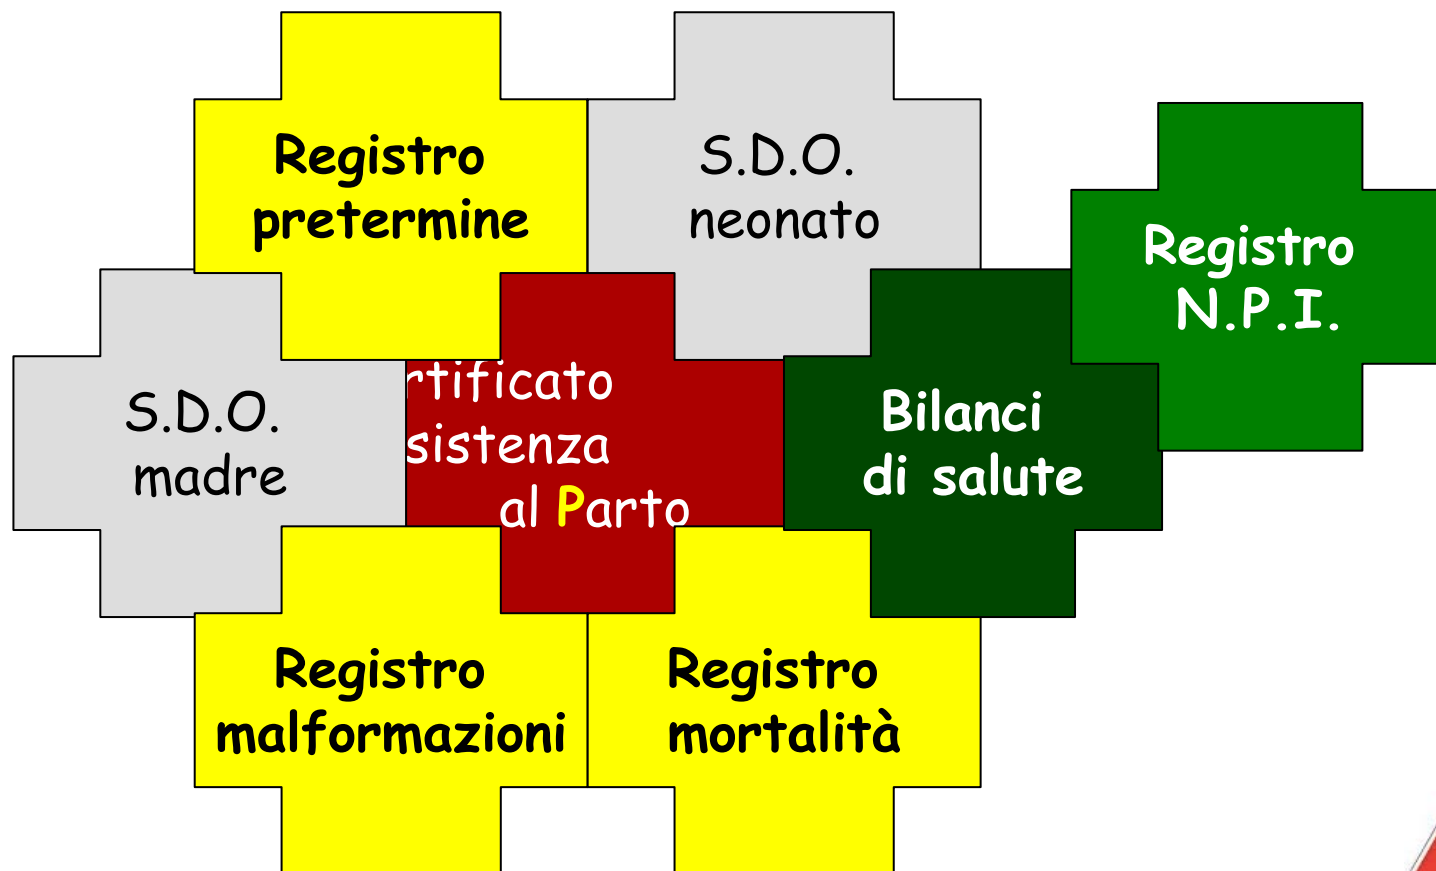 Registro
pretermine
S.D.O.
neonato
Registro
N.P.I.
S.D.O.
madre
rtificato
sistenza
al Parto
Bilanci
di salute
Registro
malformazioni
Registro
mortalità